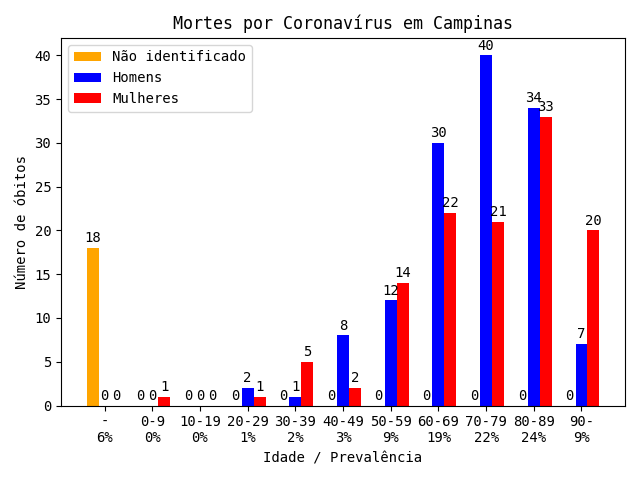 Mortes por Coronavírus em Campinas
Não identificado
Homens
Mulheres
Número de óbitos
40
35
30
25
20
15
10
5
0
18 0 0
0 0 1
0 0 0
0 2 1
0 1 5
0 8 2
0 12 14
0 30 22
0 40 21
0 34 33
0 7 20
- 0-9 10-19 20-29 30-39 40-49 50-59 60-69 70-79 80-89 90-
6% 0% 0% 1% 2% 3% 9% 19% 22% 24% 9%
Idade / Prevalência